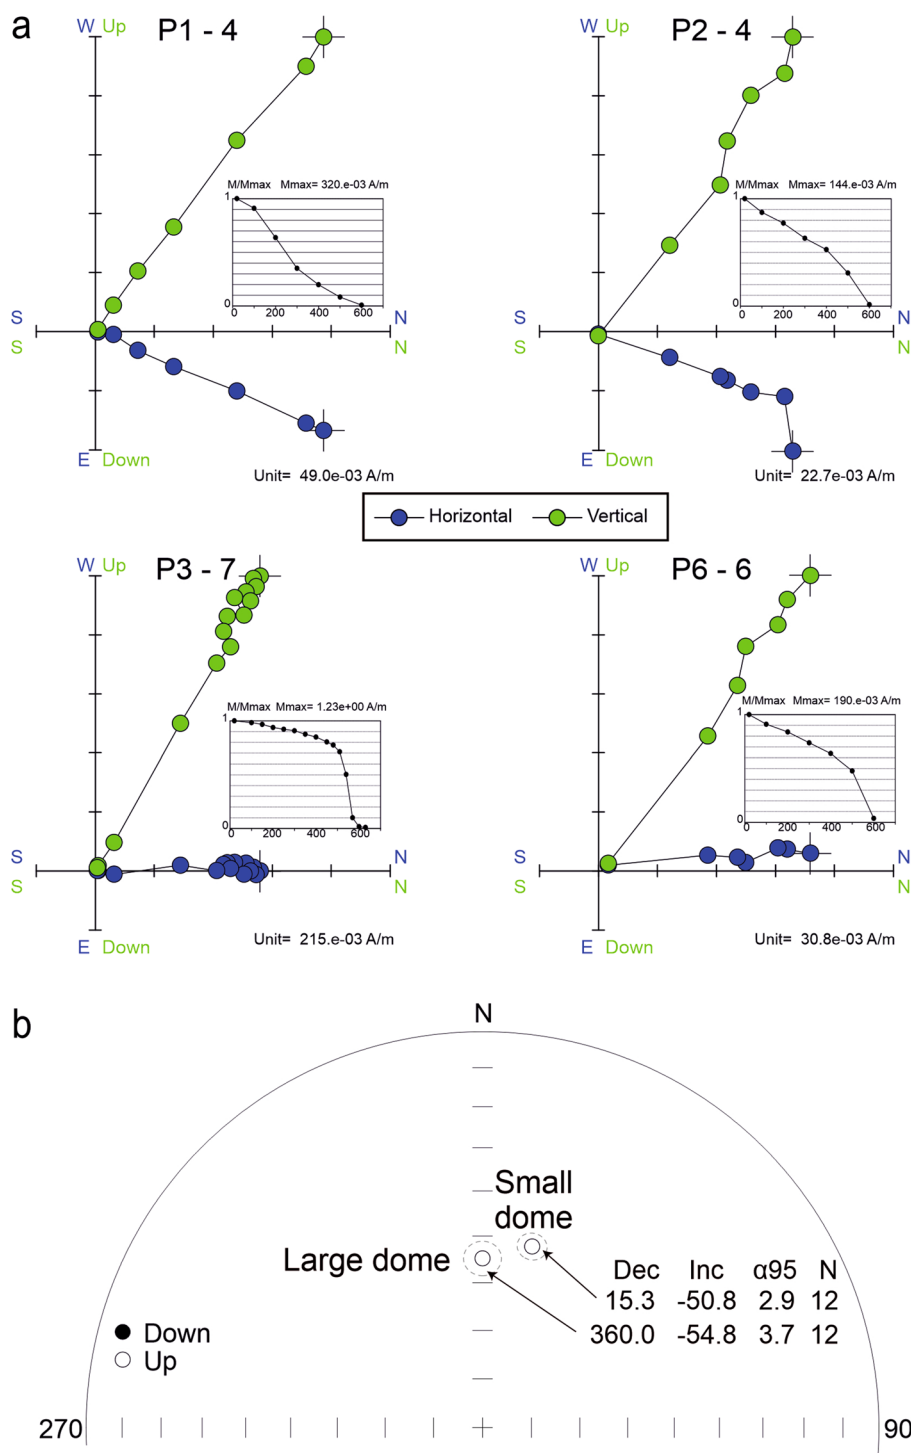 a
W Up P1 - 4
M/Mmax Mmax= 320.e-03 A/m
1
0
200 400 600
S N
S N
E Down
Unit= 49.0e-03 A/m
W Up P2 - 4
M/Mmax Mmax= 144.e-03 A/m
1
0
200 400 600
S N
S N
E Down
Unit= 22.7e-03 A/m
Horizontal Vertical
W Up P3 - 7
M/Mmax Mmax= 1.23e+00 A/m
1
0
0 200 400 600
S N
S N
E Down
Unit= 215.e-03 A/m
W Up P6 - 6
M/Mmax Mmax= 190.e-03 A/m
1
0
0 200 400 600
S N
S N
E Down
Unit= 30.8e-03 A/m
b
N
Small
dome
Large dome
Dec Inc α95 N
15.3 -50.8 2.9 12
360.0 -54.8 3.7 12
Down
Up
270 90